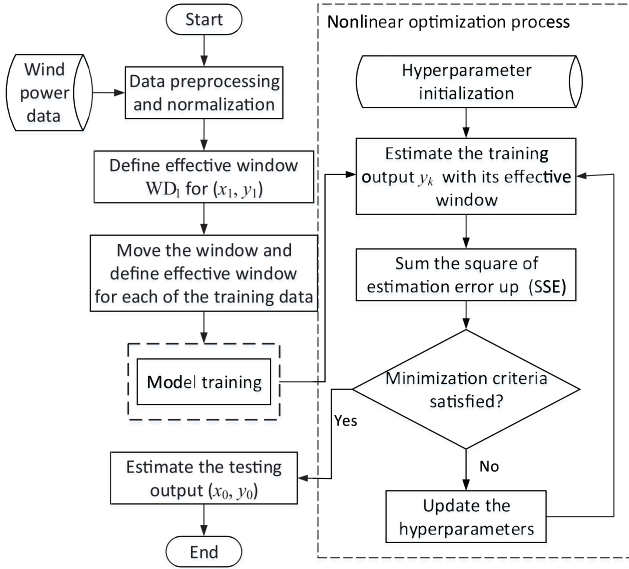 Start
Wind
power
data
Data preprocessing
and normalization
Define effective window
WD₁ for (x₁, y₁)
Move the window and
define effective window
for each of the training data
Model training
Estimate the testing
output (x₀, y₀)
End
Nonlinear optimization process
Hyperparameter
initialization
Estimate the training
output yₖ with its effective
window
Sum the square of
estimation error up (SSE)
Minimization criteria
satisfied?
Yes
No
Update the
hyperparameters